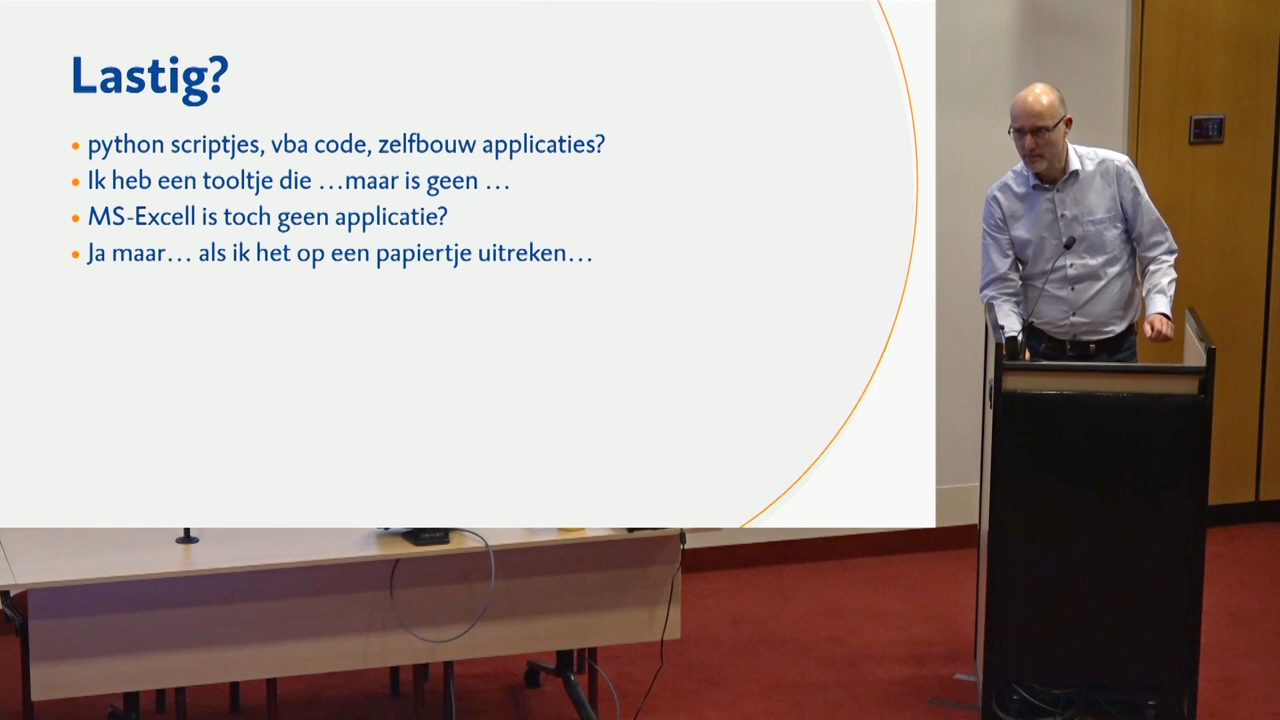 Lastig?
• python scriptjes, vba code, zelfbouw applicaties?
• Ik heb een tooltje die …maar is geen …
• MS-Excell is toch geen applicatie?
• Ja maar… als ik het op een papiertje uitreken…